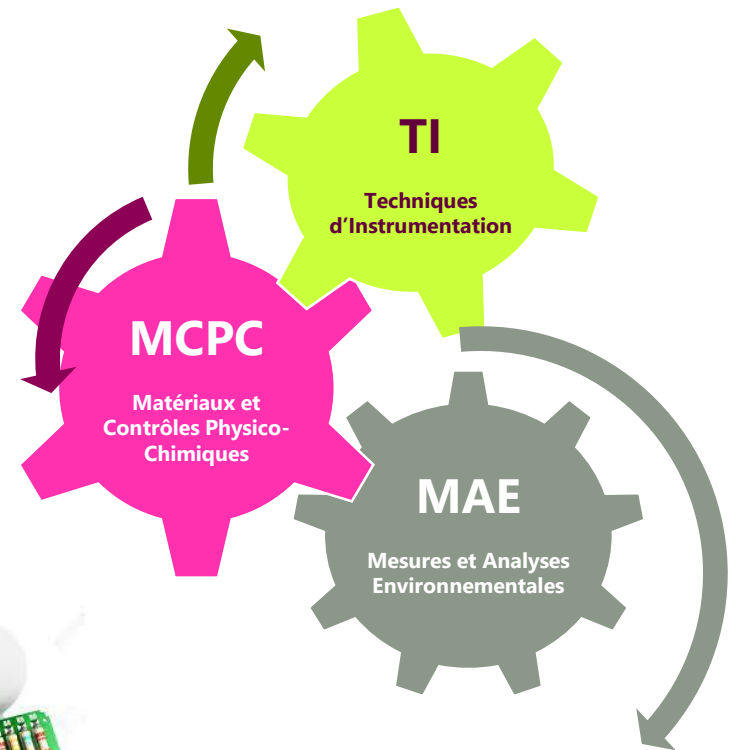 TI
Techniques
d’Instrumentation
MCPC
Matériaux et
Contrôles Physico-
Chimiques
MAE
Mesures et Analyses
Environnementales